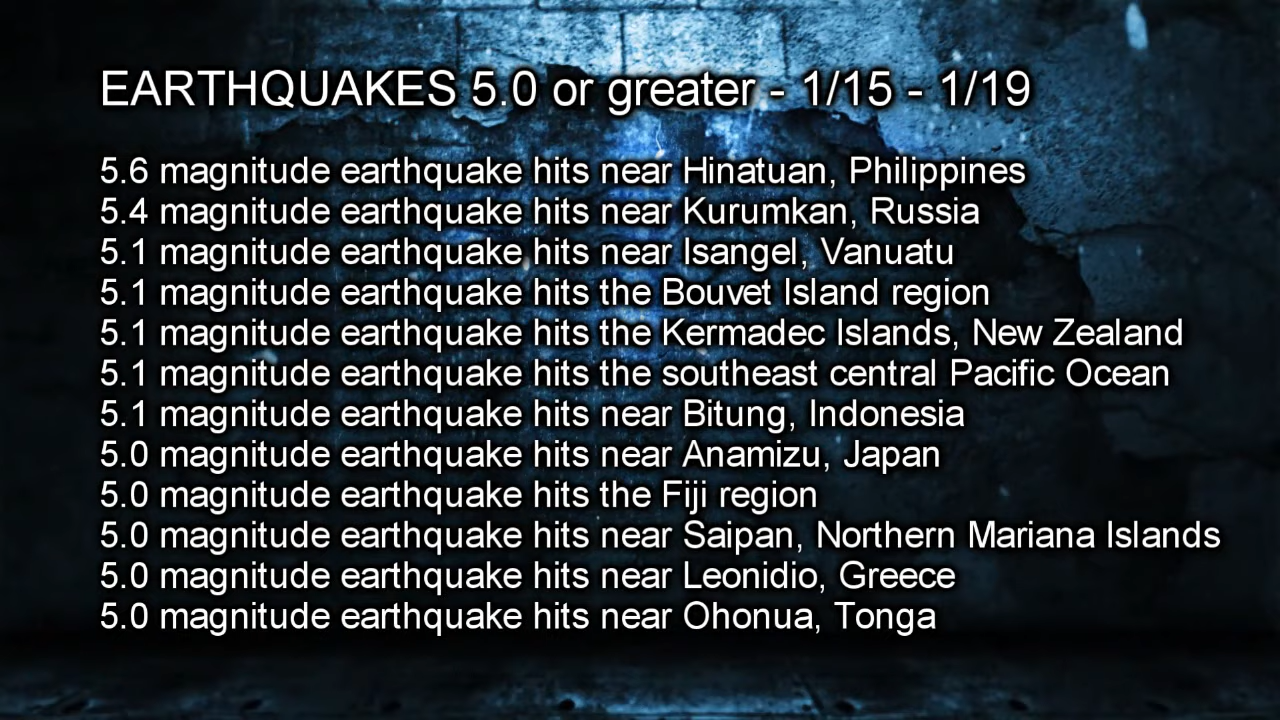 EARTHQUAKES 5.0 or greater - 1/15 - 1/19
5.6 magnitude earthquake hits near Hinatuan, Philippines
5.4 magnitude earthquake hits near Kurumkan, Russia
5.1 magnitude earthquake hits near Isangel, Vanuatu
5.1 magnitude earthquake hits the Bouvet Island region
5.1 magnitude earthquake hits the Kermadec Islands, New Zealand
5.1 magnitude earthquake hits the southeast central Pacific Ocean
5.1 magnitude earthquake hits near Bitung, Indonesia
5.0 magnitude earthquake hits near Anamizu, Japan
5.0 magnitude earthquake hits the Fiji region
5.0 magnitude earthquake hits near Saipan, Northern Mariana Islands
5.0 magnitude earthquake hits near Leonidio, Greece
5.0 magnitude earthquake hits near Ohonua, Tonga